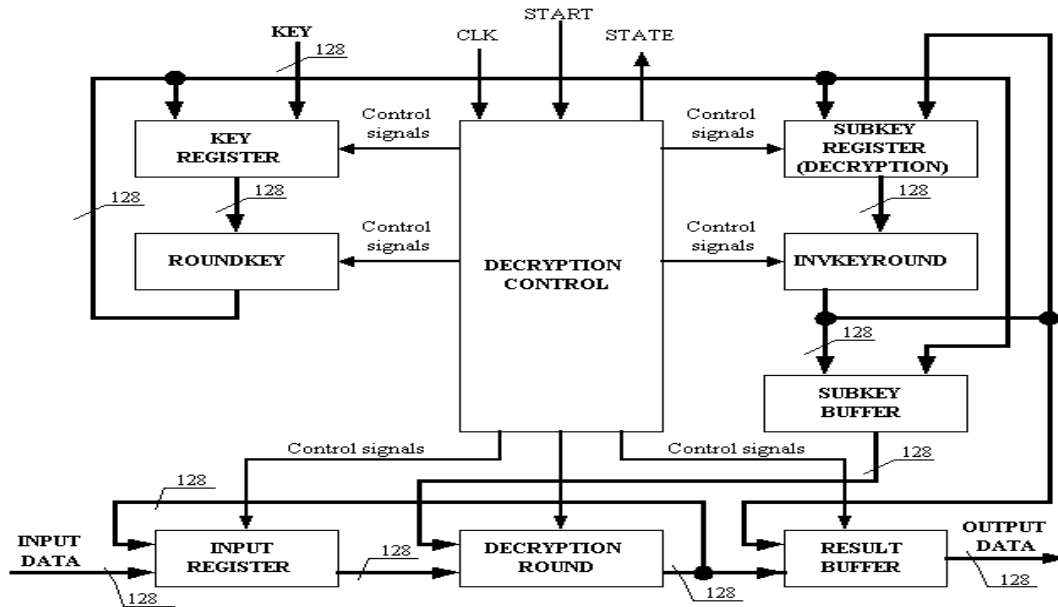 START
KEY
CLK
STATE
128
Control
signals
Control
signals
KEY
REGISTER
SUBKEY
REGISTER
(DECRYPTION)
128
128
128
Control
signals
Control
signals
ROUNDKEY
DECRYPTION
CONTROL
INVKEYROUND
128
SUBKEY
BUFFER
Control signals
Control signals
128
128
128
INPUT
DATA
INPUT
REGISTER
128
DECRYPTION
ROUND
128
RESULT
BUFFER
OUTPUT
DATA
128